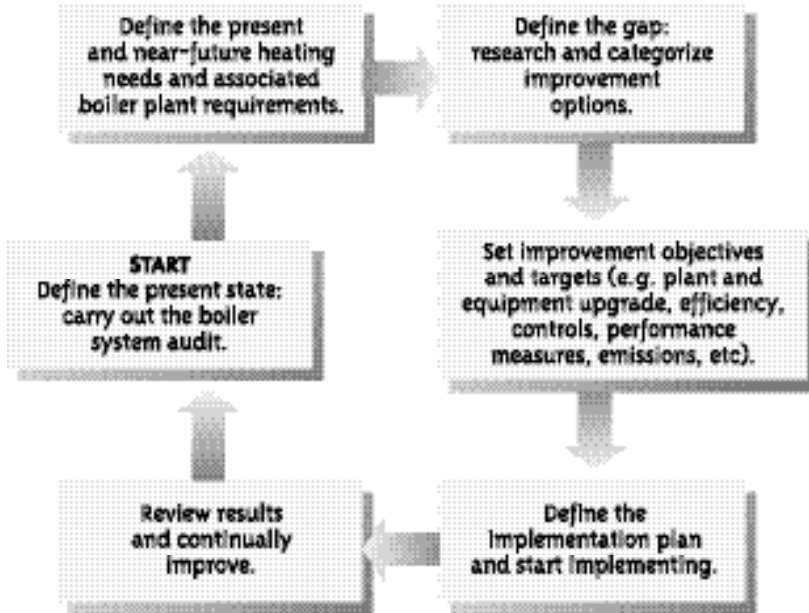 Define the present
and near-future heating
needs and associated
boiler plant requirements.
Define the gap:
research and categorize
improvement
options.
START
Define the present state:
carry out the boiler
system audit.
Set improvement objectives
and targets (e.g. plant and
equipment upgrade, efficiency,
controls, performance
measures, emissions, etc).
Review results
and continually
improve.
Define the
implementation plan
and start implementing.